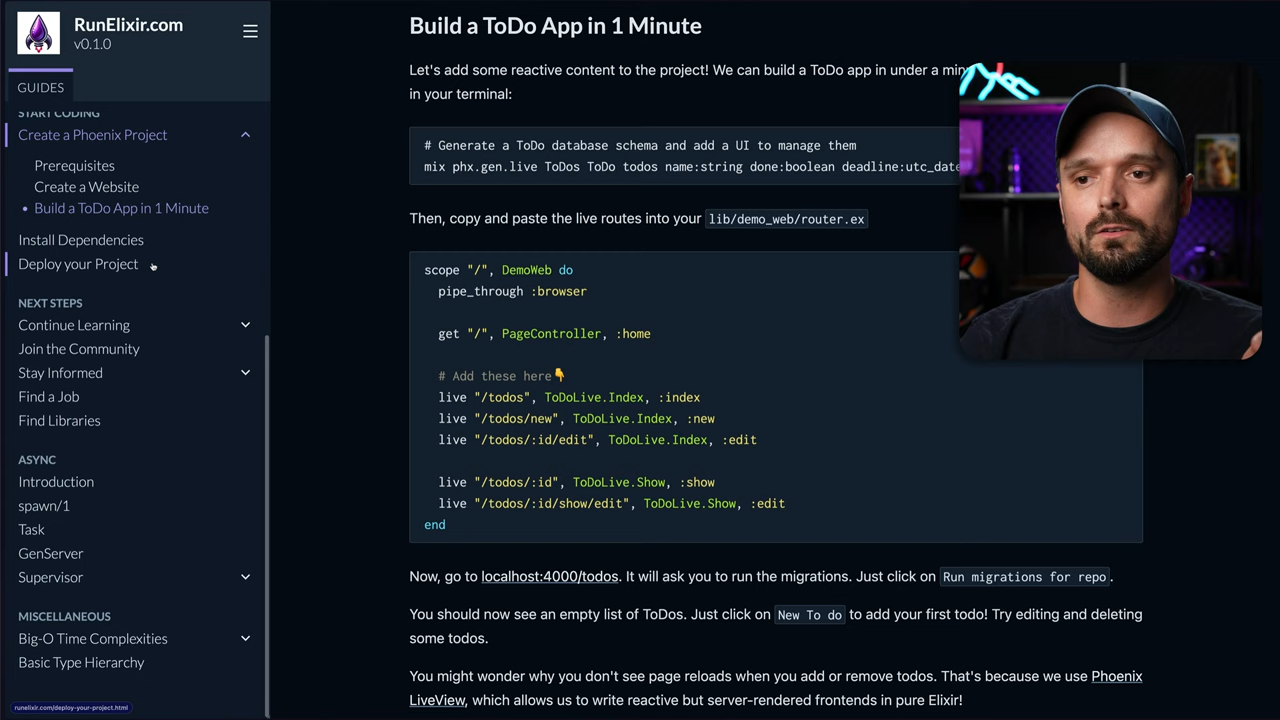 RunElixir.com
v0.1.0
GUIDES
START CODING
Create a Phoenix Project
Prerequisites
Create a Website
• Build a ToDo App in 1 Minute
Install Dependencies
Deploy your Project
NEXT STEPS
Continue Learning
Join the Community
Stay Informed
Find a Job
Find Libraries
ASYNC
Introduction
spawn/1
Task
GenServer
Supervisor
MISCELLANEOUS
Big-O Time Complexities
Basic Type Hierarchy
runelixir.com/deploy-your-project.html
Build a ToDo App in 1 Minute
Let's add some reactive content to the project! We can build a ToDo app in under a
in your terminal:
# Generate a ToDo database schema and add a UI to manage them
mix phx.gen.live ToDos ToDo todos name:string done:boolean deadline:utc_date
Then, copy and paste the live routes into your lib/demo_web/router.ex
scope "/", DemoWeb do
pipe_through :browser
get "/", PageController, :home
# Add these here👇
live "/todos", ToDoLive.Index, :index
live "/todos/new", ToDoLive.Index, :new
live "/todos/:id/edit", ToDoLive.Index, :edit
live "/todos/:id", ToDoLive.Show, :show
live "/todos/:id/show/edit", ToDoLive.Show, :edit
end
Now, go to localhost:4000/todos. It will ask you to run the migrations. Just click on Run migrations for repo.
You should now see an empty list of ToDos. Just click on New To do to add your first todo! Try editing and deleting
some todos.
You might wonder why you don't see page reloads when you add or remove todos. That's because we use Phoenix
LiveView, which allows us to write reactive but server-rendered frontends in pure Elixir!